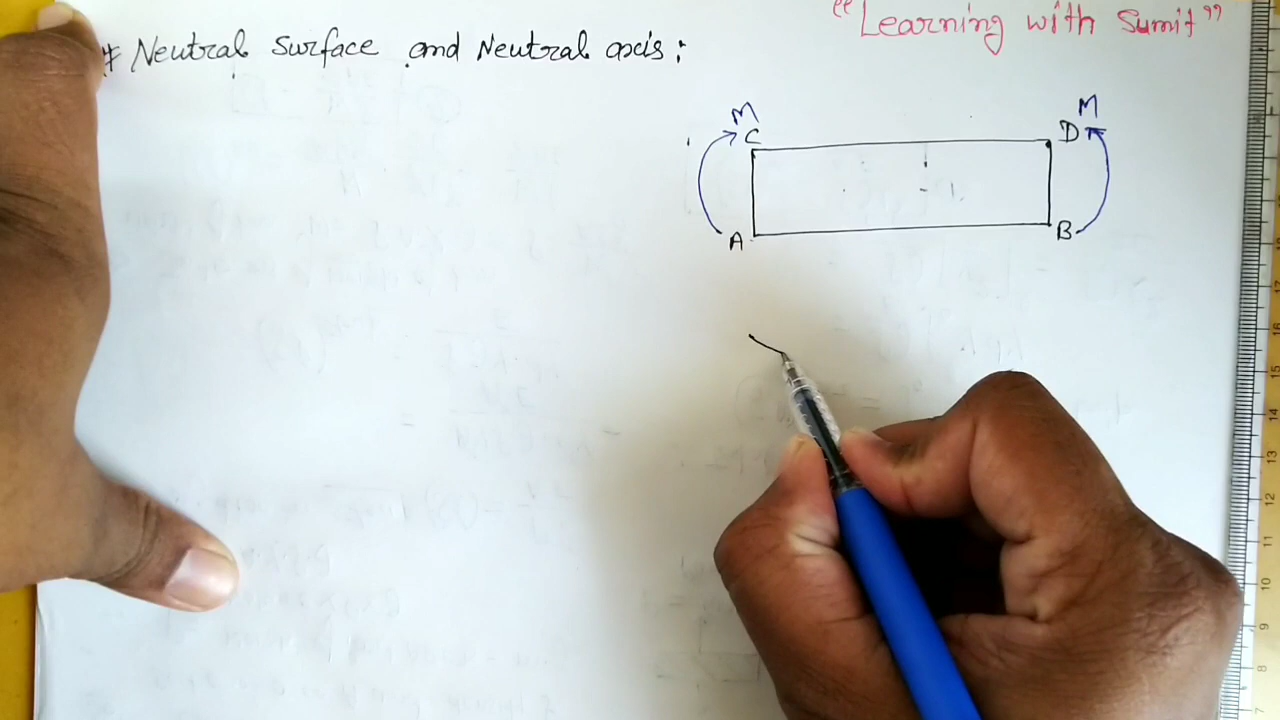 “Learning with Sumit”
# Neutral Surface and Neutral axis:
M M
C D
A B